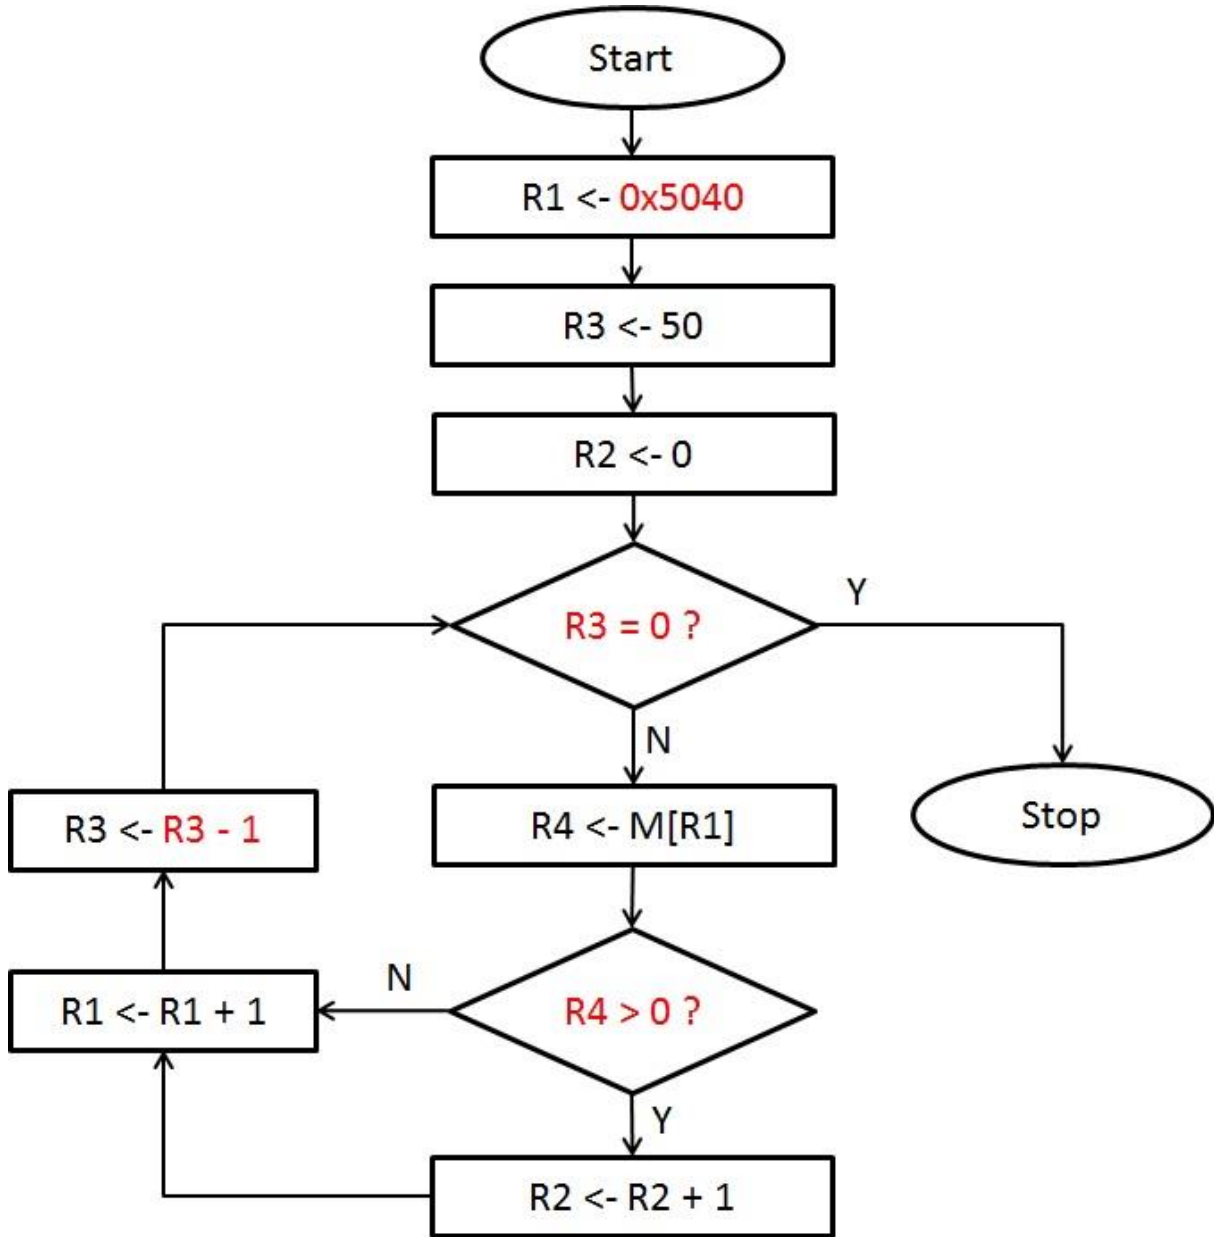 Start
R1 <- 0x5040
R3 <- 50
R2 <- 0
R3 = 0 ?
Y
N
R4 <- M[R1]
Stop
R3 <- R3 - 1
R4 > 0 ?
N
R1 <- R1 + 1
Y
R2 <- R2 + 1